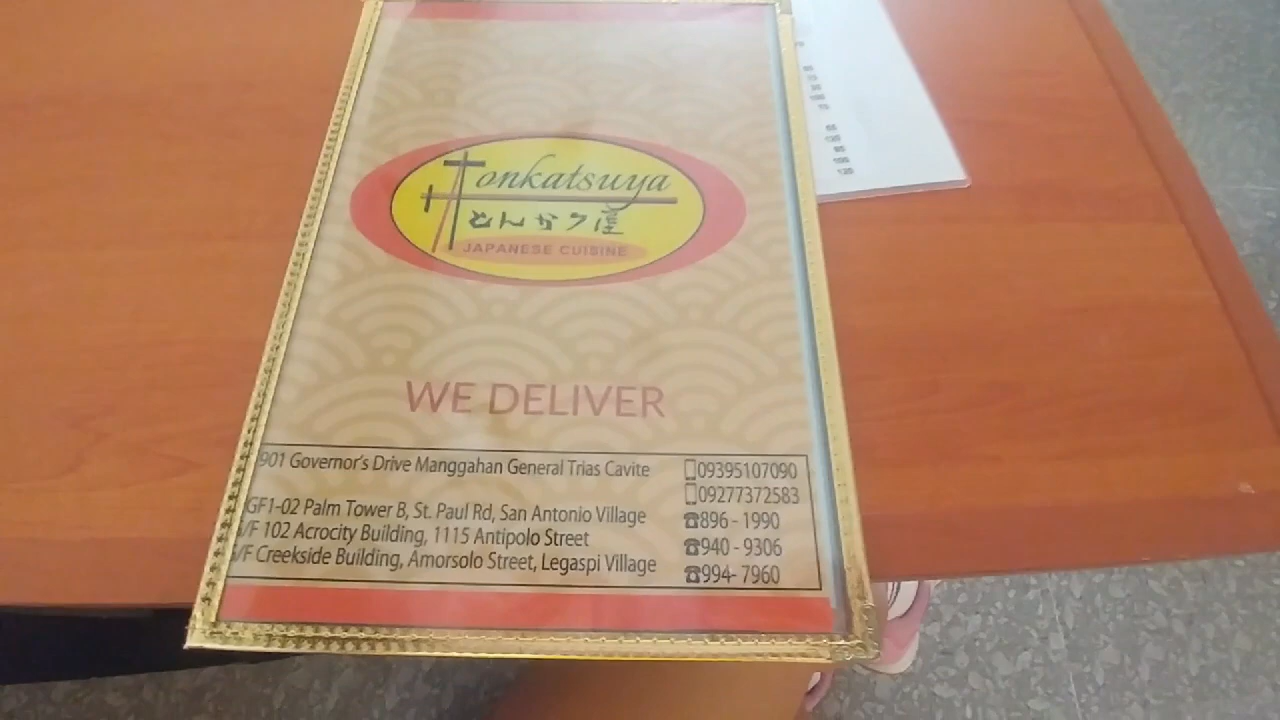 Tonkatsuya
とんかつ屋
JAPANESE CUISINE
WE DELIVER
901 Governor's Drive Manggahan General Trias Cavite 09395107090
09277372583
GF1-02 Palm Tower B, St. Paul Rd, San Antonio Village ☎896 - 1990
/F 102 Acrocity Building, 1115 Antipolo Street ☎940 - 9306
/F Creekside Building, Amorsolo Street, Legaspi Village ☎994- 7960